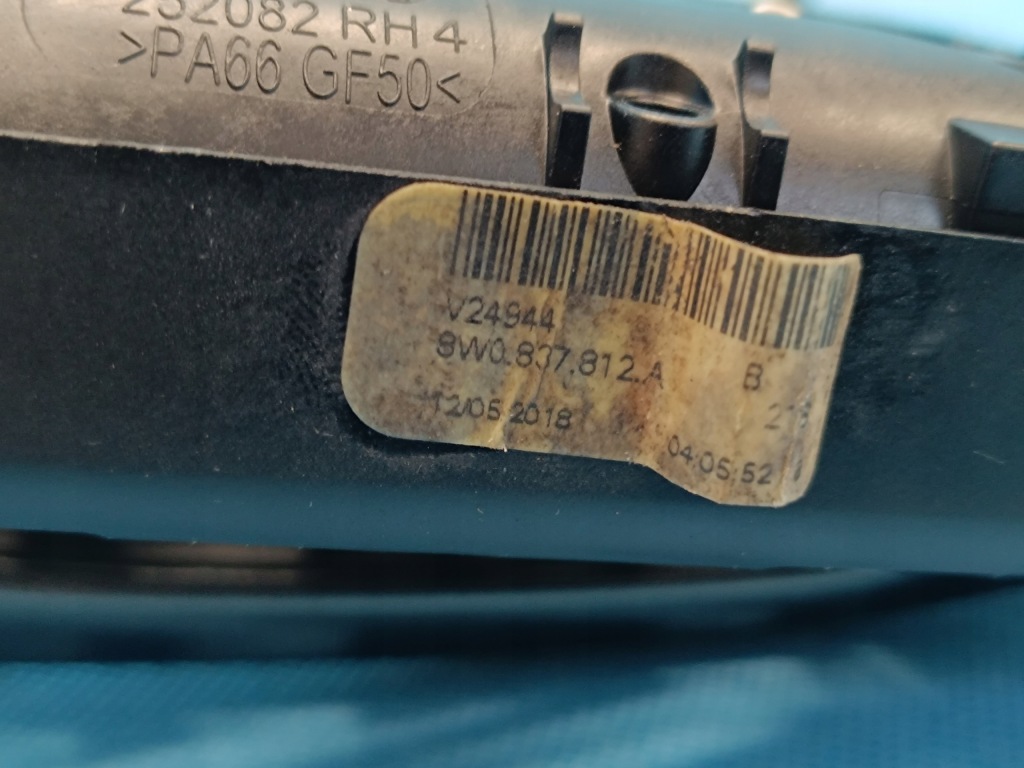 232082 RH 4
>PA66 GF50<
V24944
8W0.837.812.A B
12/05/2018
04:05:52